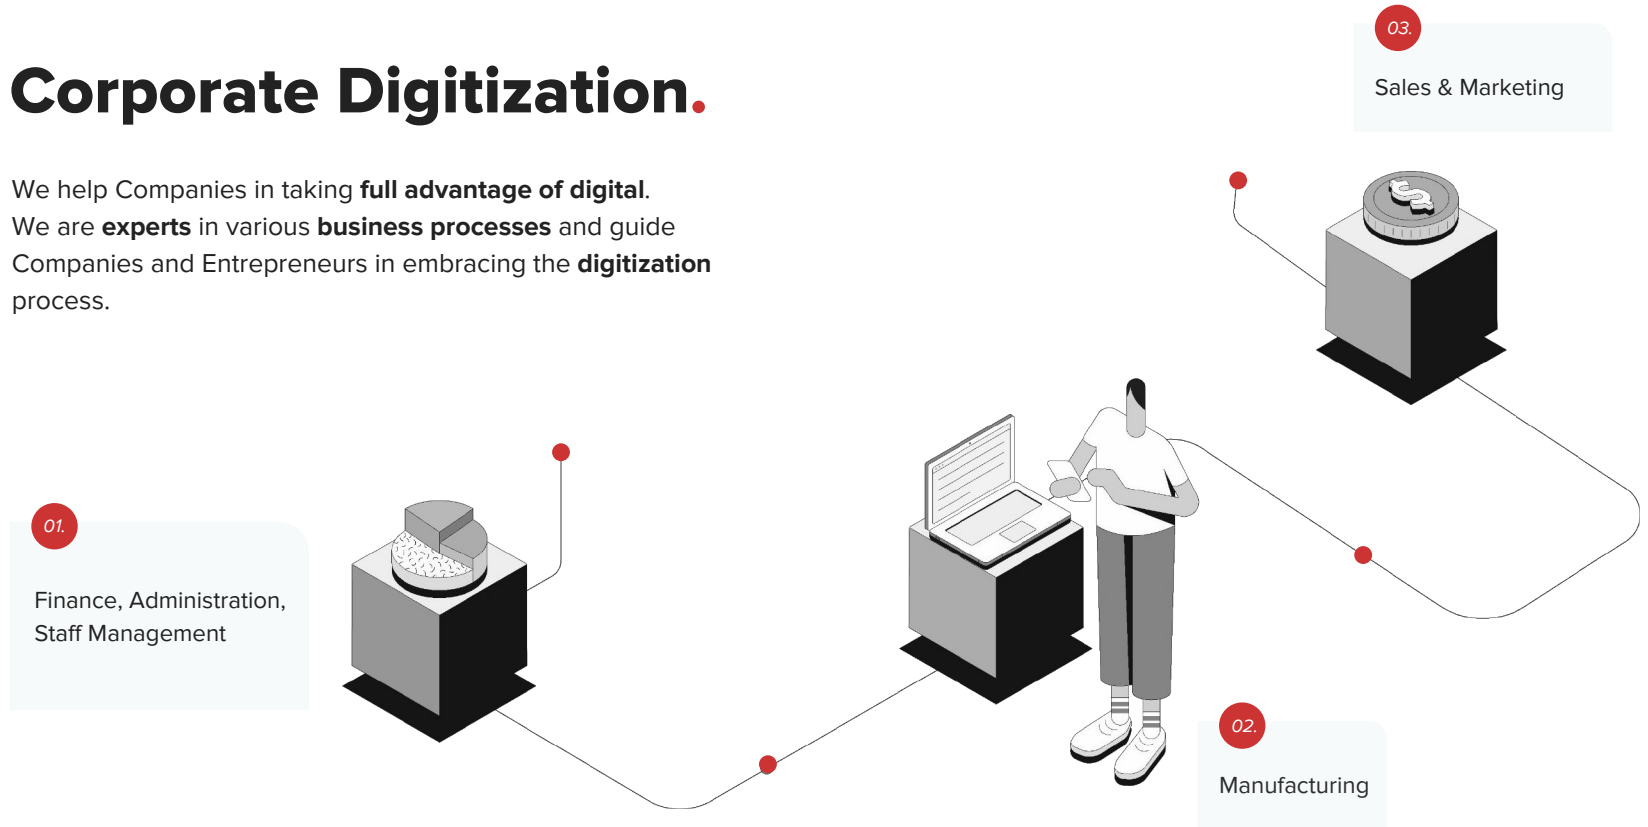 Corporate Digitization.
We help Companies in taking full advantage of digital.
We are experts in various business processes and guide
Companies and Entrepreneurs in embracing the digitization
process.
01.
Finance, Administration,
Staff Management
02.
Manufacturing
03.
Sales & Marketing
$